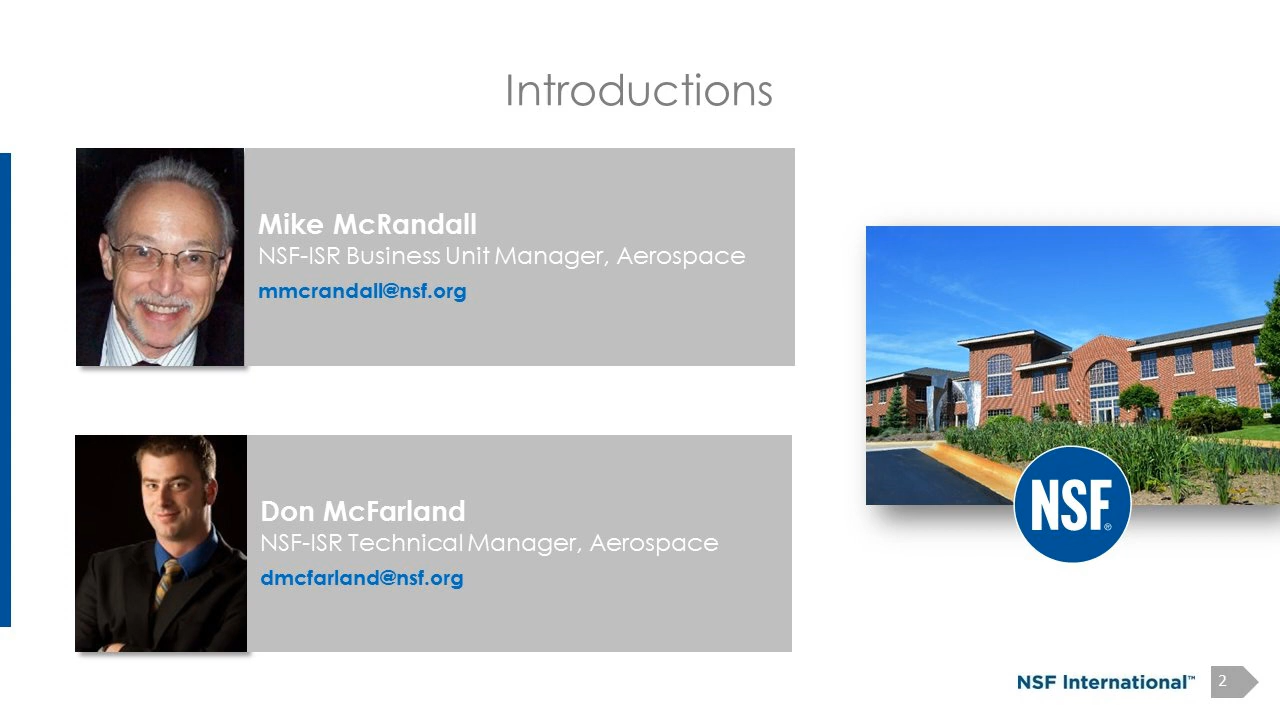 Introductions
Mike McRandall
NSF-ISR Business Unit Manager, Aerospace
mmcrandall@nsf.org
Don McFarland
NSF-ISR Technical Manager, Aerospace
dmcfarland@nsf.org
NSF®
NSF International™
2